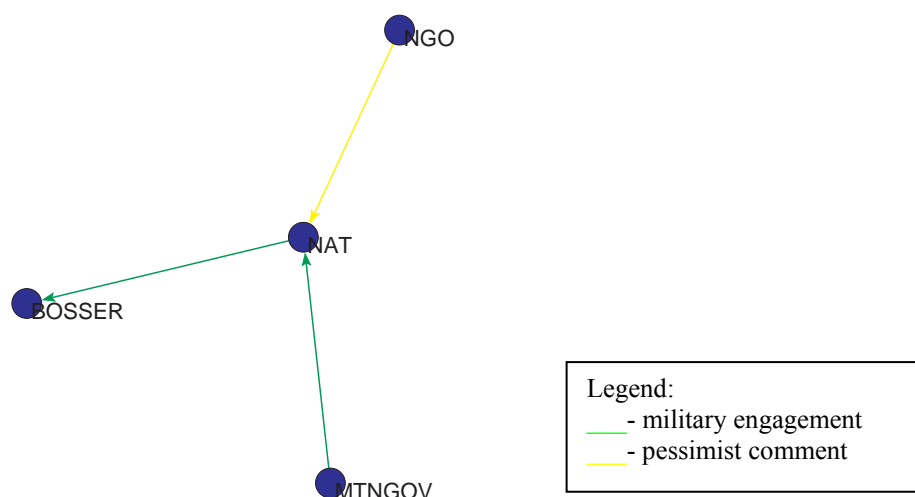 NGO
NAT
BOSSER
MTNGOV
Legend:
- military engagement
- pessimist comment